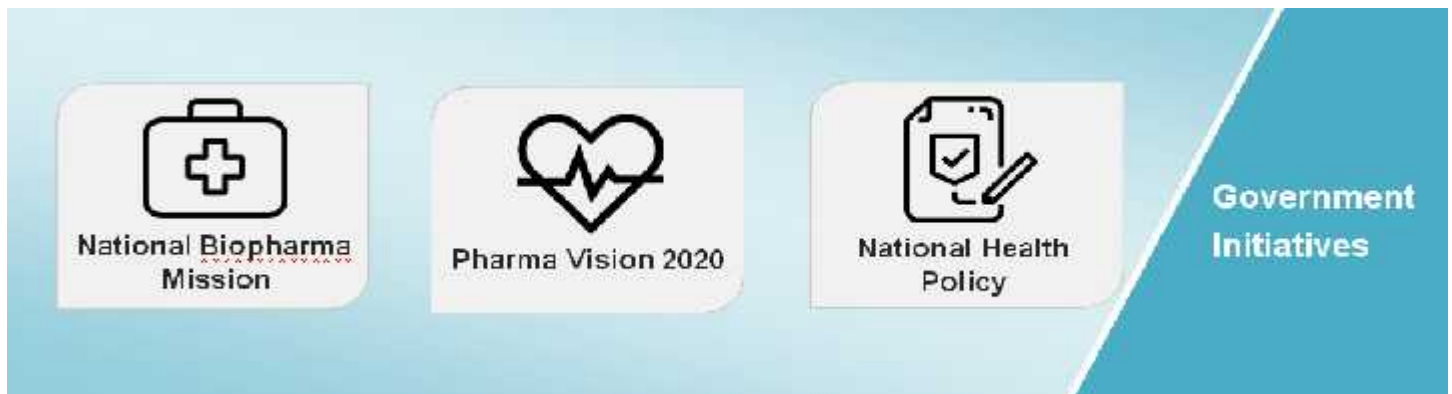 National Biopharma
Mission
Pharma Vision 2020
National Health
Policy
Government
Initiatives